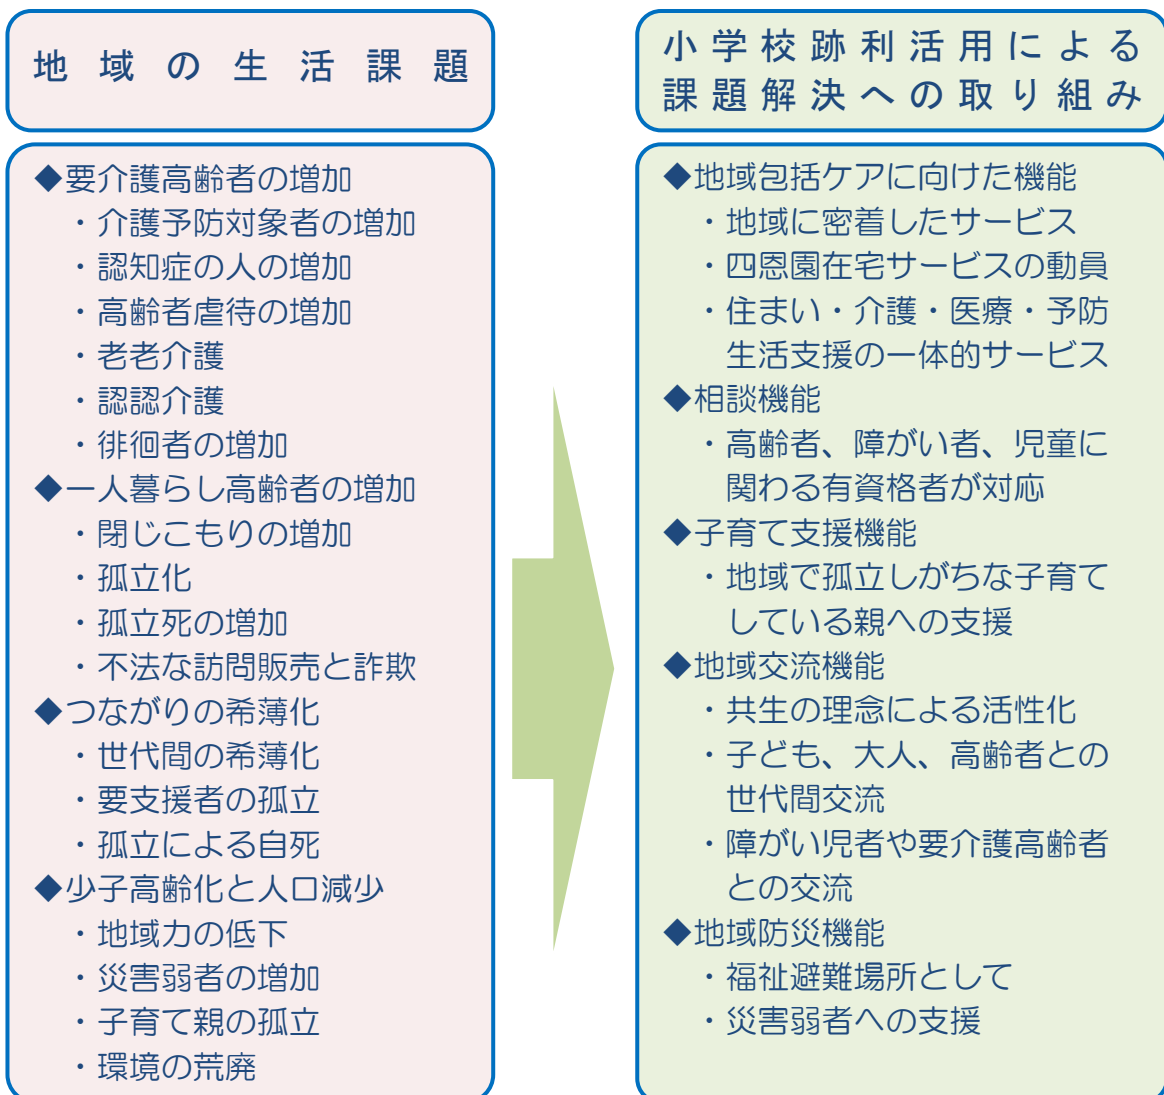 地域の生活課題
◆要介護高齢者の増加
・介護予防対象者の増加
・認知症の人の増加
・高齢者虐待の増加
・老老介護
・認認介護
・徘徊者の増加
◆一人暮らし高齢者の増加
・閉じこもりの増加
・孤立化
・孤立死の増加
・不法な訪問販売と詐欺
◆つながりの希薄化
・世代間の希薄化
・要支援者の孤立
・孤立による自死
◆少子高齢化と人口減少
・地域力の低下
・災害弱者の増加
・子育て親の孤立
・環境の荒廃
小学校跡利活用による
課題解決への取り組み
◆地域包括ケアに向けた機能
・地域に密着したサービス
・四恩園在宅サービスの動員
・住まい・介護・医療・予防
生活支援の一体的サービス
◆相談機能
・高齢者、障がい者、児童に
関わる有資格者が対応
◆子育て支援機能
・地域で孤立しがちな子育て
している親への支援
◆地域交流機能
・共生の理念による活性化
・子ども、大人、高齢者との
世代間交流
・障がい児者や要介護高齢者
との交流
◆地域防災機能
・福祉避難場所として
・災害弱者への支援